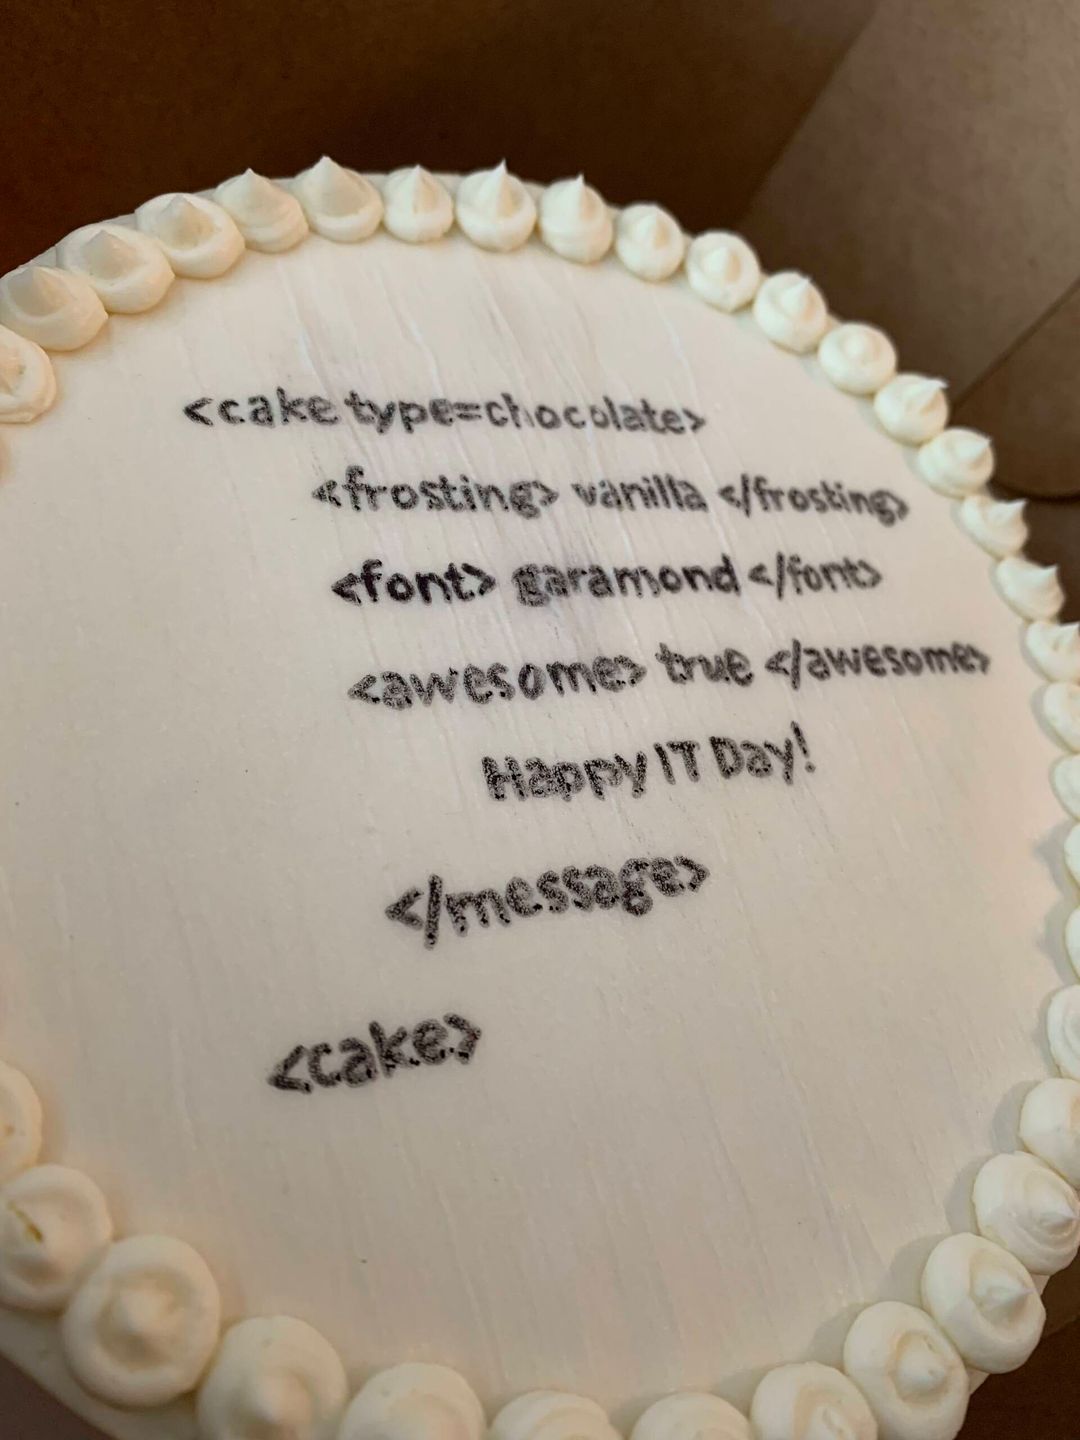 <cake type=chocolate>
<frosting> vanilla </frosting>
<font> garamond </font>
<awesome> true </awesome>
Happy IT Day!
</message>
<cake>